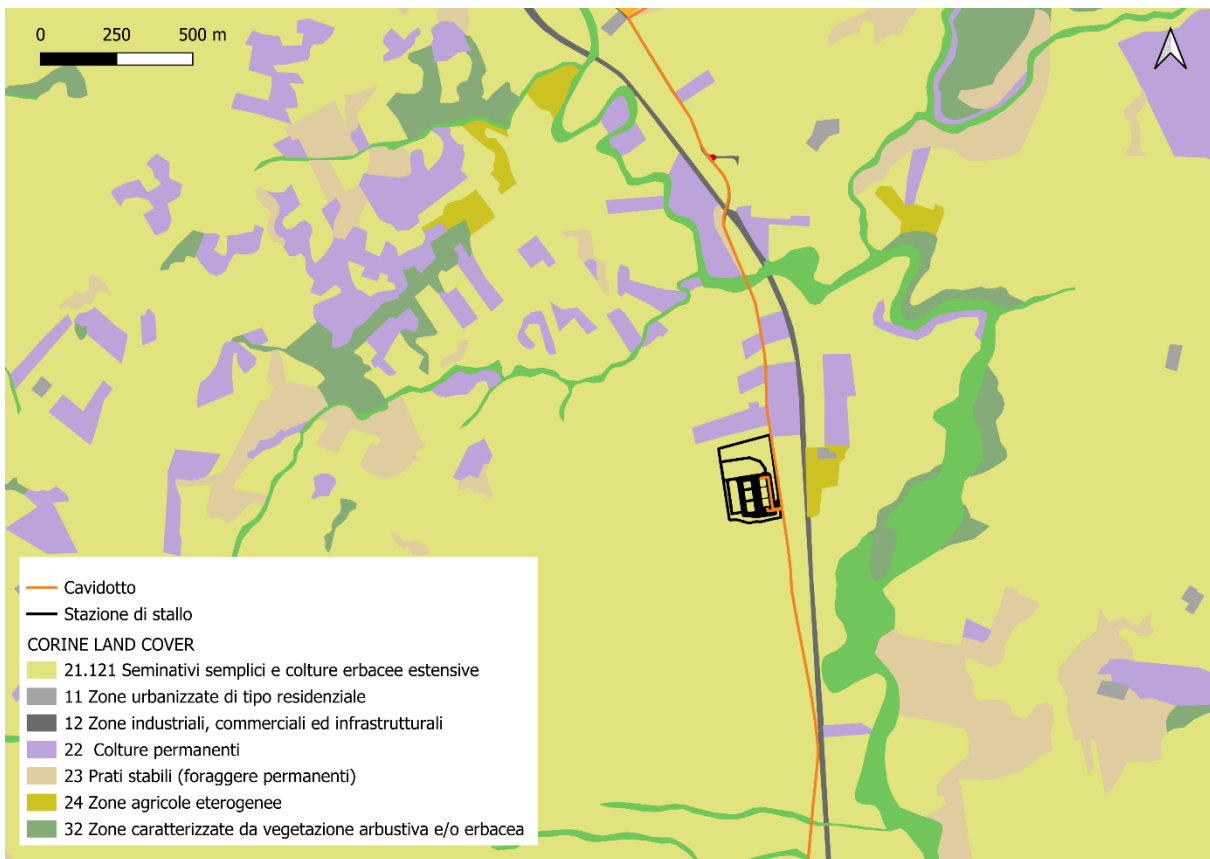 0 250 500 m
Cavidotto
Stazione di stallo
CORINE LAND COVER
21.121 Seminativi semplici e colture erbacee estensive
11 Zone urbanizzate di tipo residenziale
12 Zone industriali, commerciali ed infrastrutturali
22 Colture permanenti
23 Prati stabili (foraggere permanenti)
24 Zone agricole eterogenee
32 Zone caratterizzate da vegetazione arbustiva e/o erbacea